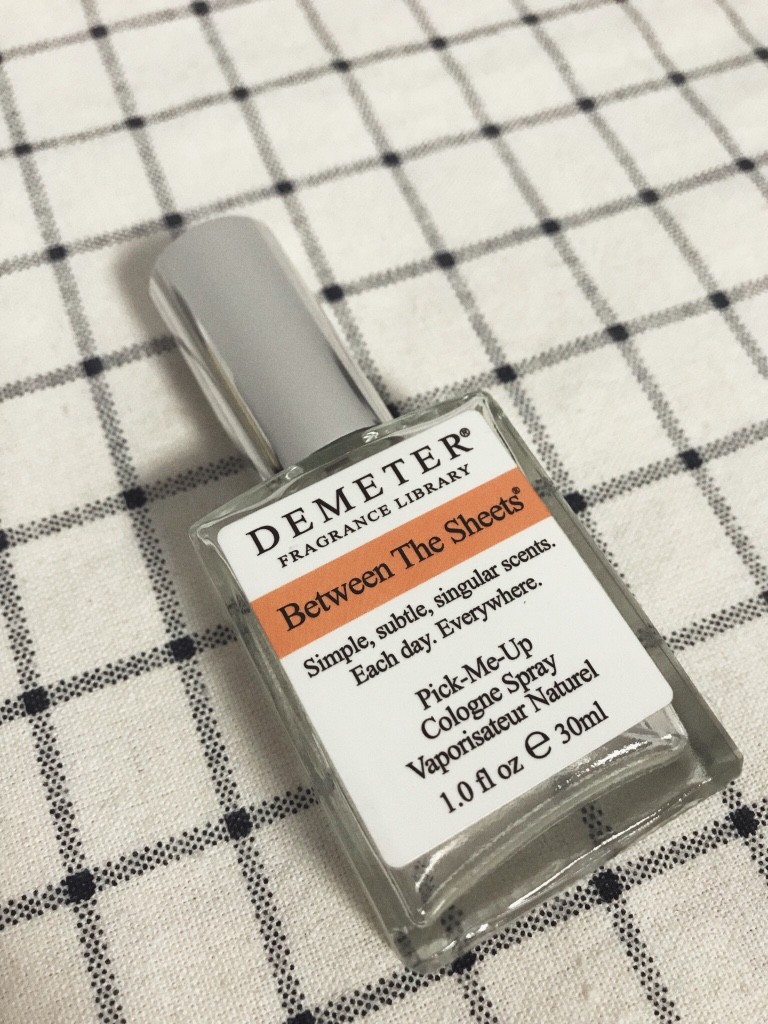 DEMETER®
FRAGRANCE LIBRARY
Between The Sheets®
Simple, subtle, singular scents.
Each day. Everywhere.
Pick-Me-Up
Cologne Spray
Vaporisateur Naturel
1.0 fl oz ℮ 30ml